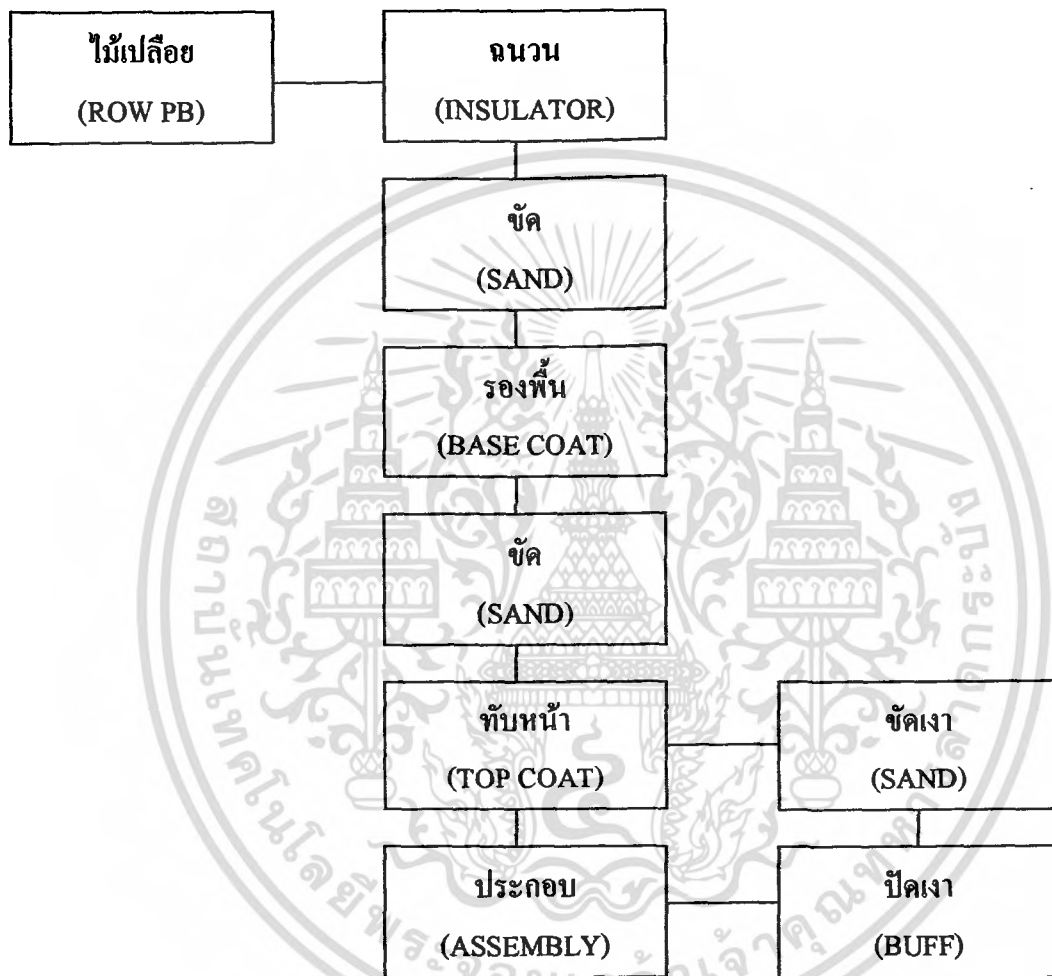 ไม้เปลือย
(ROW PB)
ฉนวน
(INSULATOR)
ขัด
(SAND)
รองพื้น
(BASE COAT)
ขัด
(SAND)
ทับหน้า
(TOP COAT)
ขัดเงา
(SAND)
ประกอบ
(ASSEMBLY)
ปัดเงา
(BUFF)